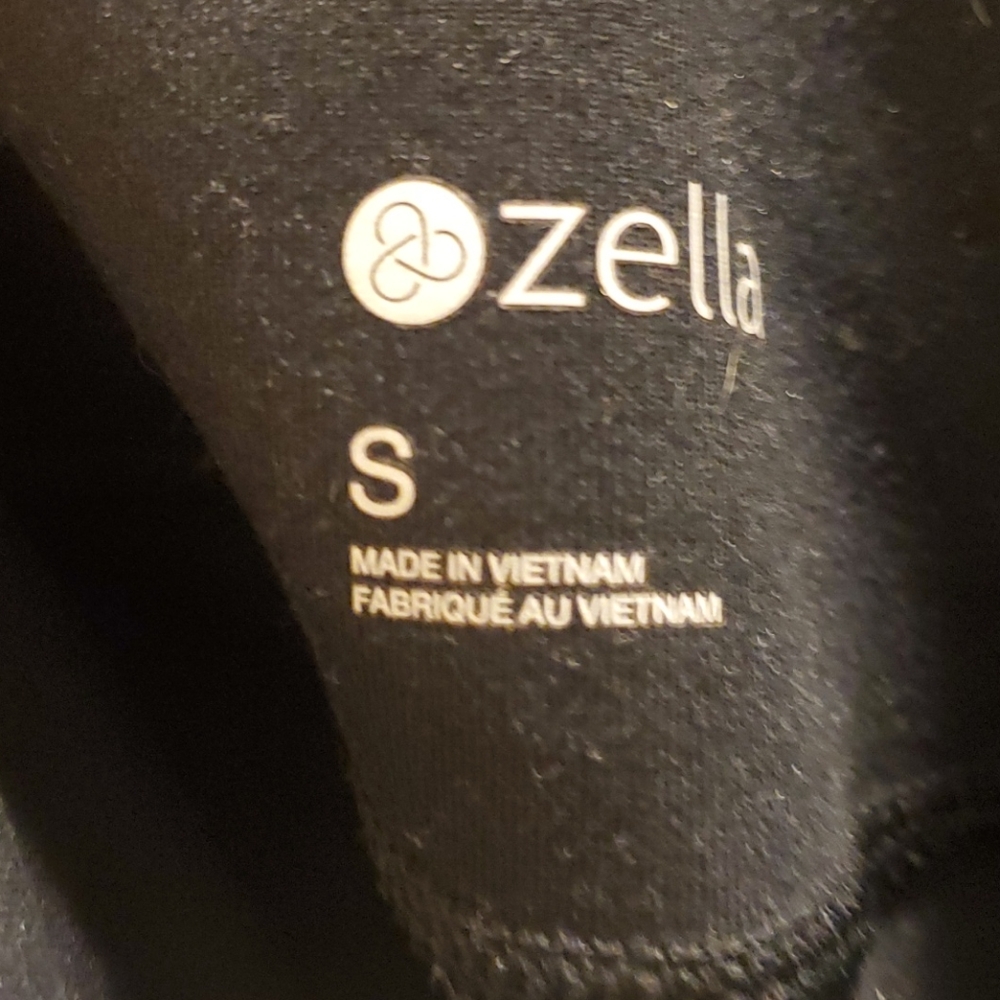 zella
S
MADE IN VIETNAM
FABRIQUÉ AU VIETNAM